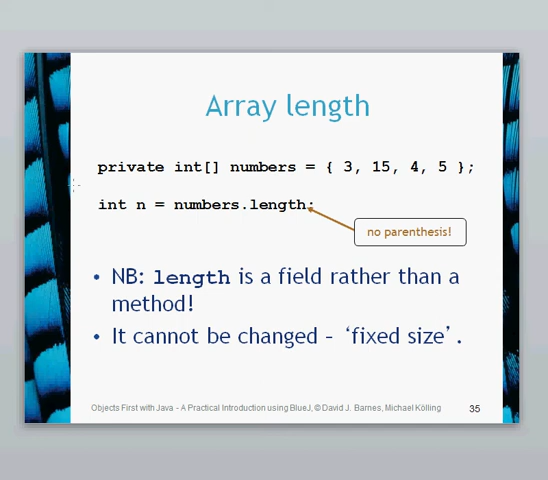 Array length
private int[] numbers = { 3, 15, 4, 5 };
int n = numbers.length;
no parenthesis!
• NB: length is a field rather than a
method!
• It cannot be changed – ‘fixed size’.
Objects First with Java - A Practical Introduction using BlueJ, © David J. Barnes, Michael Kölling
35